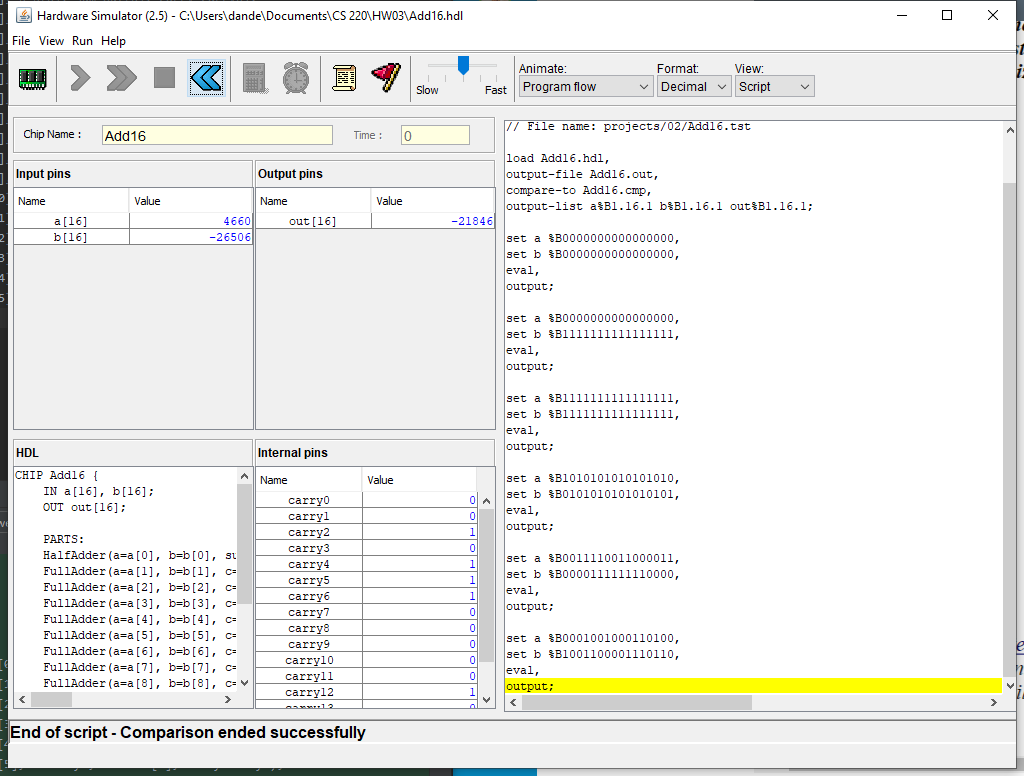 Hardware Simulator (2.5) - C:\Users\dande\Documents\CS 220\HW03\Add16.hdl
File View Run Help
Slow Fast
Animate: Format: View:
Program flow Decimal Script
Chip Name : Add16 Time : 0
Input pins
Name Value
a[16] 4660
b[16] -26506
Output pins
Name Value
out[16] -21846
HDL
CHIP Add16 {
IN a[16], b[16];
OUT out[16];
PARTS:
HalfAdder(a=a[0], b=b[0], su
FullAdder(a=a[1], b=b[1], c=
FullAdder(a=a[2], b=b[2], c=
FullAdder(a=a[3], b=b[3], c=
FullAdder(a=a[4], b=b[4], c=
FullAdder(a=a[5], b=b[5], c=
FullAdder(a=a[6], b=b[6], c=
FullAdder(a=a[7], b=b[7], c=
FullAdder(a=a[8], b=b[8], c=
Internal pins
Name Value
carry0 0
carry1 0
carry2 1
carry3 0
carry4 1
carry5 1
carry6 1
carry7 0
carry8 0
carry9 0
carry10 0
carry11 0
carry12 1
carry13 0
// File name: projects/02/Add16.tst
load Add16.hdl,
output-file Add16.out,
compare-to Add16.cmp,
output-list a%B1.16.1 b%B1.16.1 out%B1.16.1;
set a %B0000000000000000,
set b %B0000000000000000,
eval,
output;
set a %B0000000000000000,
set b %B1111111111111111,
eval,
output;
set a %B1111111111111111,
set b %B1111111111111111,
eval,
output;
set a %B1010101010101010,
set b %B0101010101010101,
eval,
output;
set a %B0011110011000011,
set b %B0000111111110000,
eval,
output;
set a %B0001001000110100,
set b %B1001100001110110,
eval,
output;
End of script - Comparison ended successfully